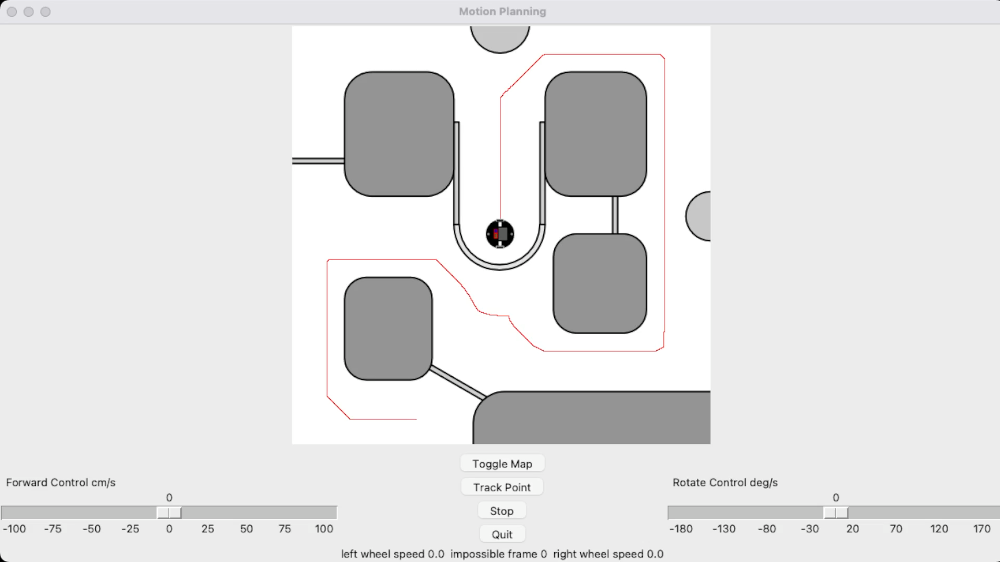 Motion Planning
Toggle Map
Forward Control cm/s
Rotate Control deg/s
Track Point
0
0
Stop
-100 -75 -50 -25 0 25 50 75 100
-180 -130 -80 -30 20 70 120 170
Quit
left wheel speed 0.0 impossible frame 0 right wheel speed 0.0